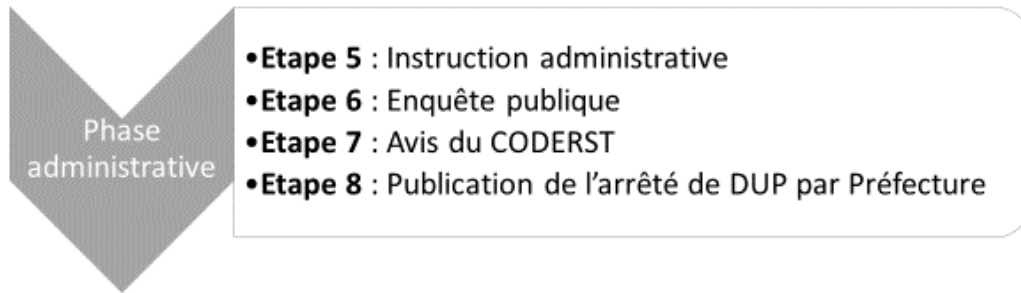 Phase
administrative
•Etape 5 : Instruction administrative
•Etape 6 : Enquête publique
•Etape 7 : Avis du CODERST
•Etape 8 : Publication de l’arrêté de DUP par Préfecture